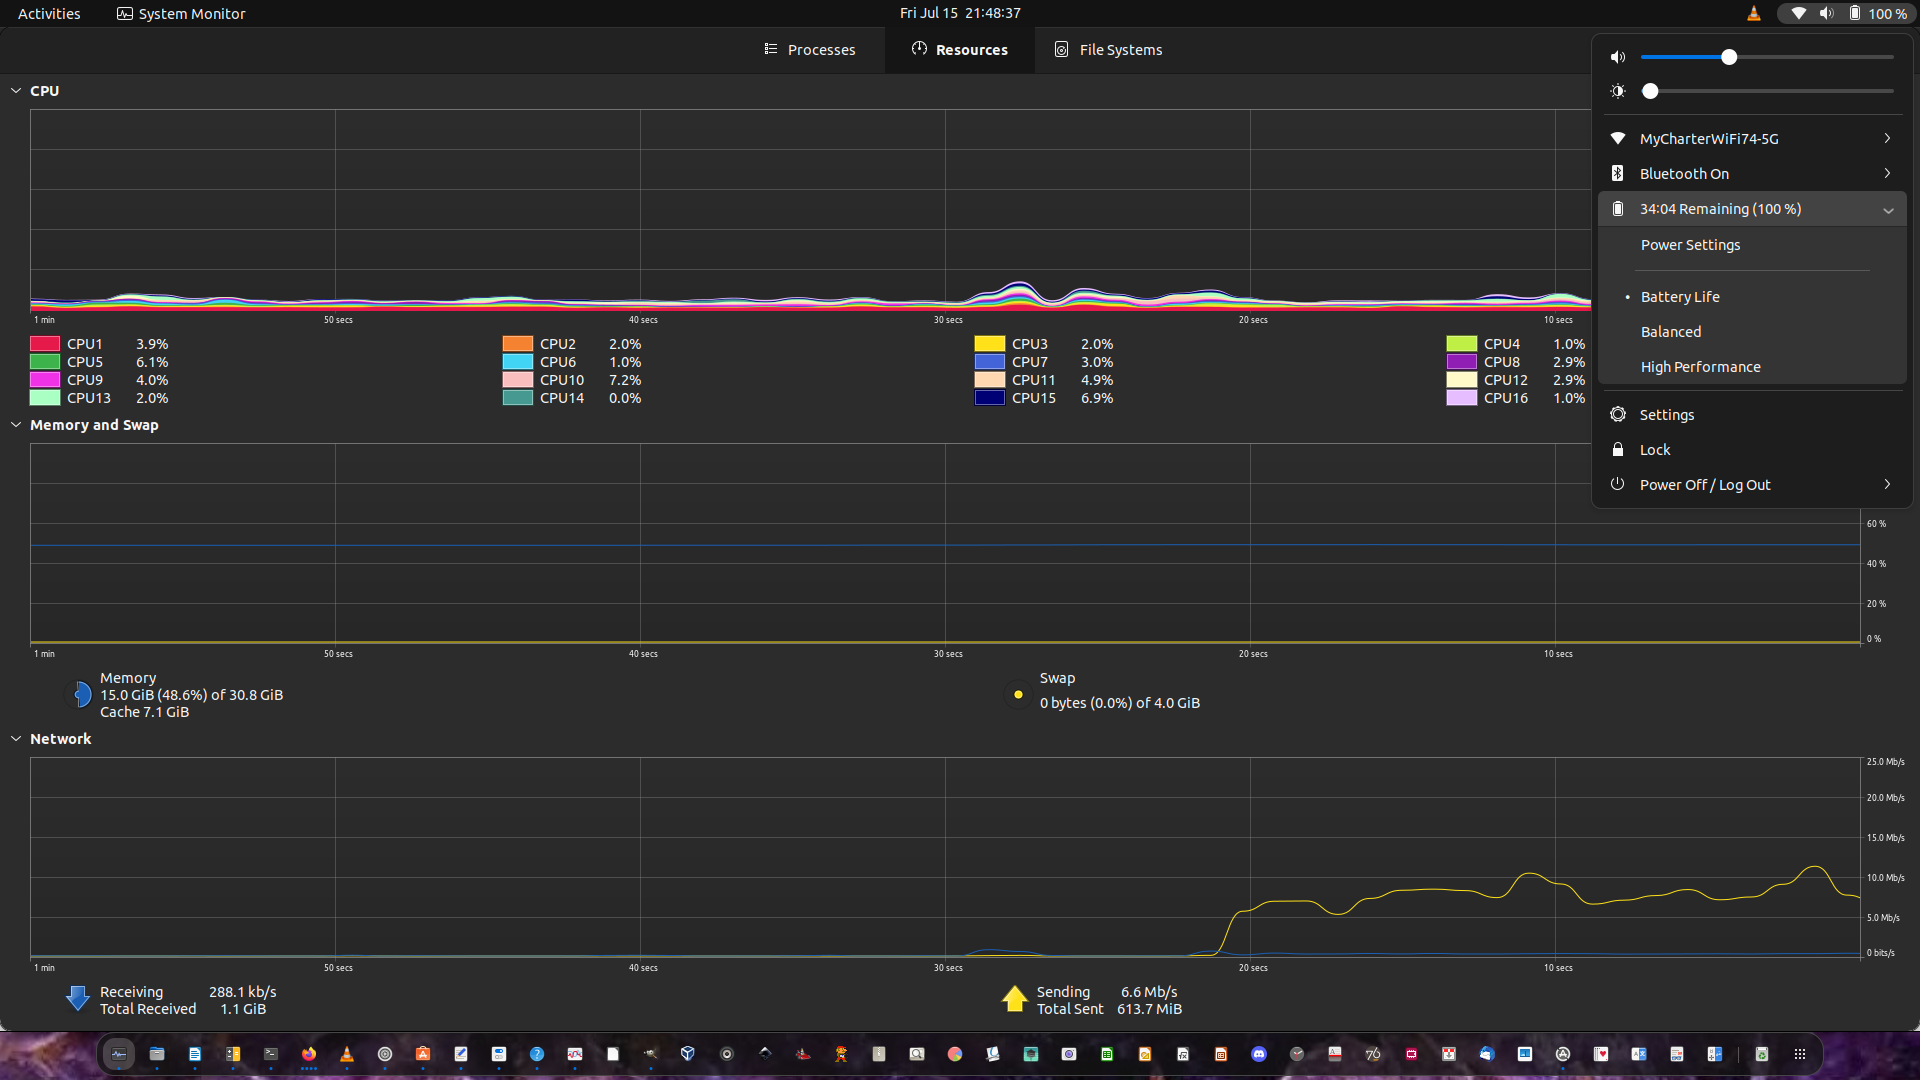 Activities
System Monitor
Fri Jul 15 21:48:37
100 %
Processes
Resources
File Systems
CPU
1 min
50 secs
40 secs
30 secs
20 secs
10 secs
CPU1 3.9%
CPU2 2.0%
CPU3 2.0%
CPU4 1.0%
CPU5 6.1%
CPU6 1.0%
CPU7 3.0%
CPU8 2.9%
CPU9 4.0%
CPU10 7.2%
CPU11 4.9%
CPU12 2.9%
CPU13 2.0%
CPU14 0.0%
CPU15 6.9%
CPU16 1.0%
MyCharterWiFi74-5G
Bluetooth On
34:04 Remaining (100 %)
Power Settings
Battery Life
Balanced
High Performance
Settings
Lock
Power Off / Log Out
Memory and Swap
60 %
40 %
20 %
0 %
1 min
50 secs
40 secs
30 secs
20 secs
10 secs
Memory
15.0 GiB (48.6%) of 30.8 GiB
Cache 7.1 GiB
Swap
0 bytes (0.0%) of 4.0 GiB
Network
25.0 Mb/s
20.0 Mb/s
15.0 Mb/s
10.0 Mb/s
5.0 Mb/s
0 bits/s
1 min
50 secs
40 secs
30 secs
20 secs
10 secs
Receiving 288.1 kb/s
Total Received 1.1 GiB
Sending 6.6 Mb/s
Total Sent 613.7 MiB